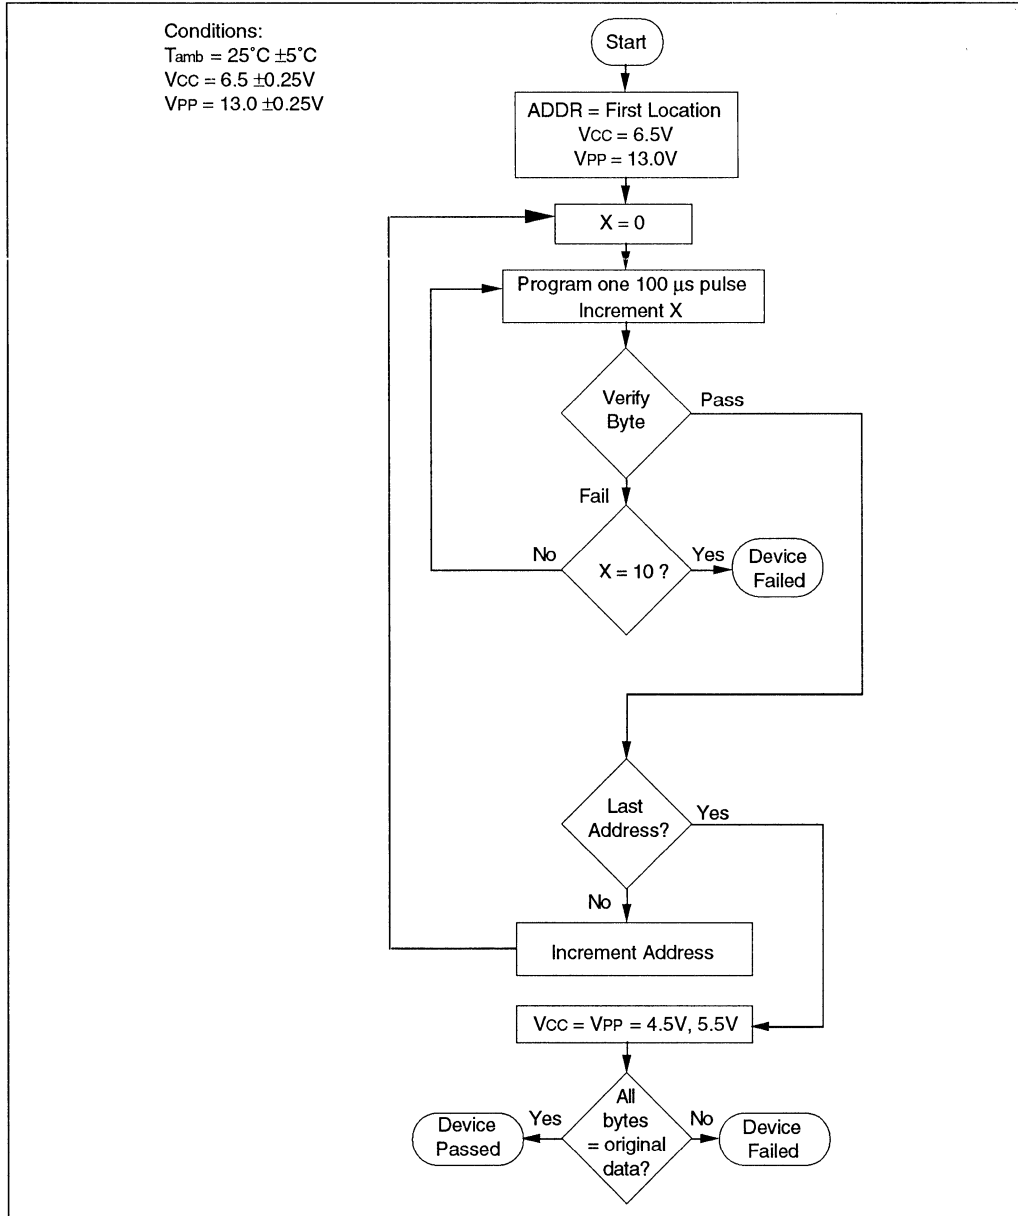 Conditions:
Tamb = 25˚C ±5˚C
VCC = 6.5 ±0.25V
VPP = 13.0 ±0.25V
Start
ADDR = First Location
VCC = 6.5V
VPP = 13.0V
X = 0
Program one 100 µs pulse
Increment X
Verify
Byte
Pass
Fail
X = 10 ?
No
Yes
Device
Failed
Last
Address?
Yes
No
Increment Address
VCC = VPP = 4.5V, 5.5V
All
bytes
= original
data?
Yes
Device
Passed
No
Device
Failed